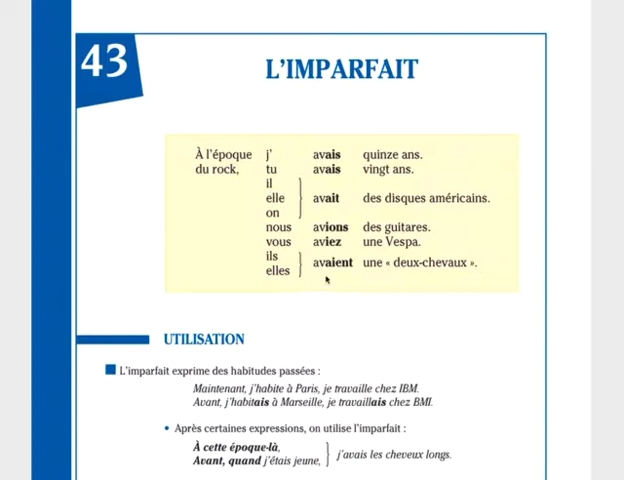 43
L'IMPARFAIT
À l'époque j' avais quinze ans.
du rock, tu avais vingt ans.
il
elle avait des disques américains.
on
nous avions des guitares.
vous aviez une Vespa.
ils
elles avaient une « deux-chevaux ».
UTILISATION
L'imparfait exprime des habitudes passées :
Maintenant, j'habite à Paris, je travaille chez IBM.
Avant, j'habitais à Marseille, je travaillais chez BMI.
• Après certaines expressions, on utilise l'imparfait :
À cette époque-là,
Avant, quand j'étais jeune, j'avais les cheveux longs.